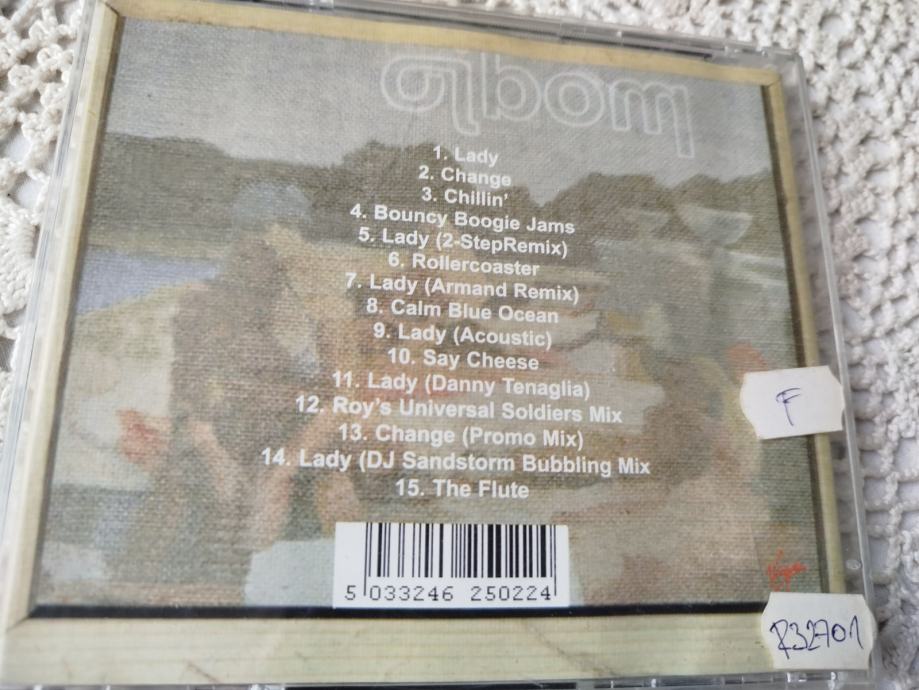 modjo
1. Lady
2. Change
3. Chillin'
4. Bouncy Boogie Jams
5. Lady (2-StepRemix)
6. Rollercoaster
7. Lady (Armand Remix)
8. Calm Blue Ocean
9. Lady (Acoustic)
10. Say Cheese
11. Lady (Danny Tenaglia)
12. Roy's Universal Soldiers Mix
13. Change (Promo Mix)
14. Lady (DJ Sandstorm Bubbling Mix
15. The Flute
F
5 033246 250224
Virgin
R32701